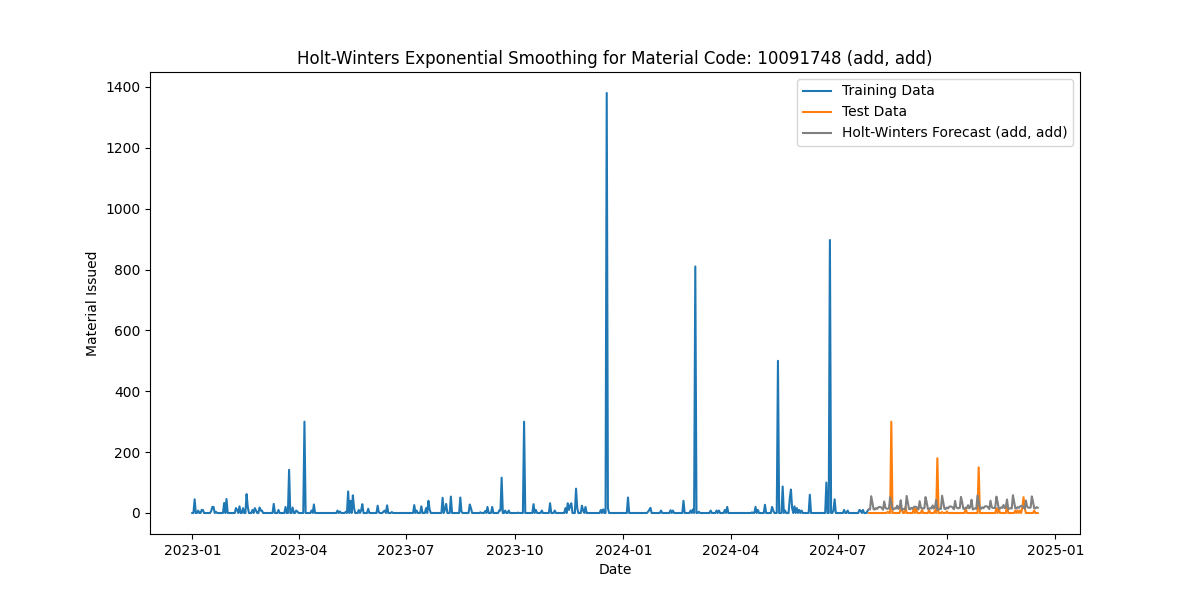 Holt-Winters Exponential Smoothing for Material Code: 10091748 (add, add)
Training Data
Test Data
Holt-Winters Forecast (add, add)
Material Issued
1400
1200
1000
800
600
400
200
0
2023-01 2023-04 2023-07 2023-10 2024-01 2024-04 2024-07 2024-10 2025-01
Date